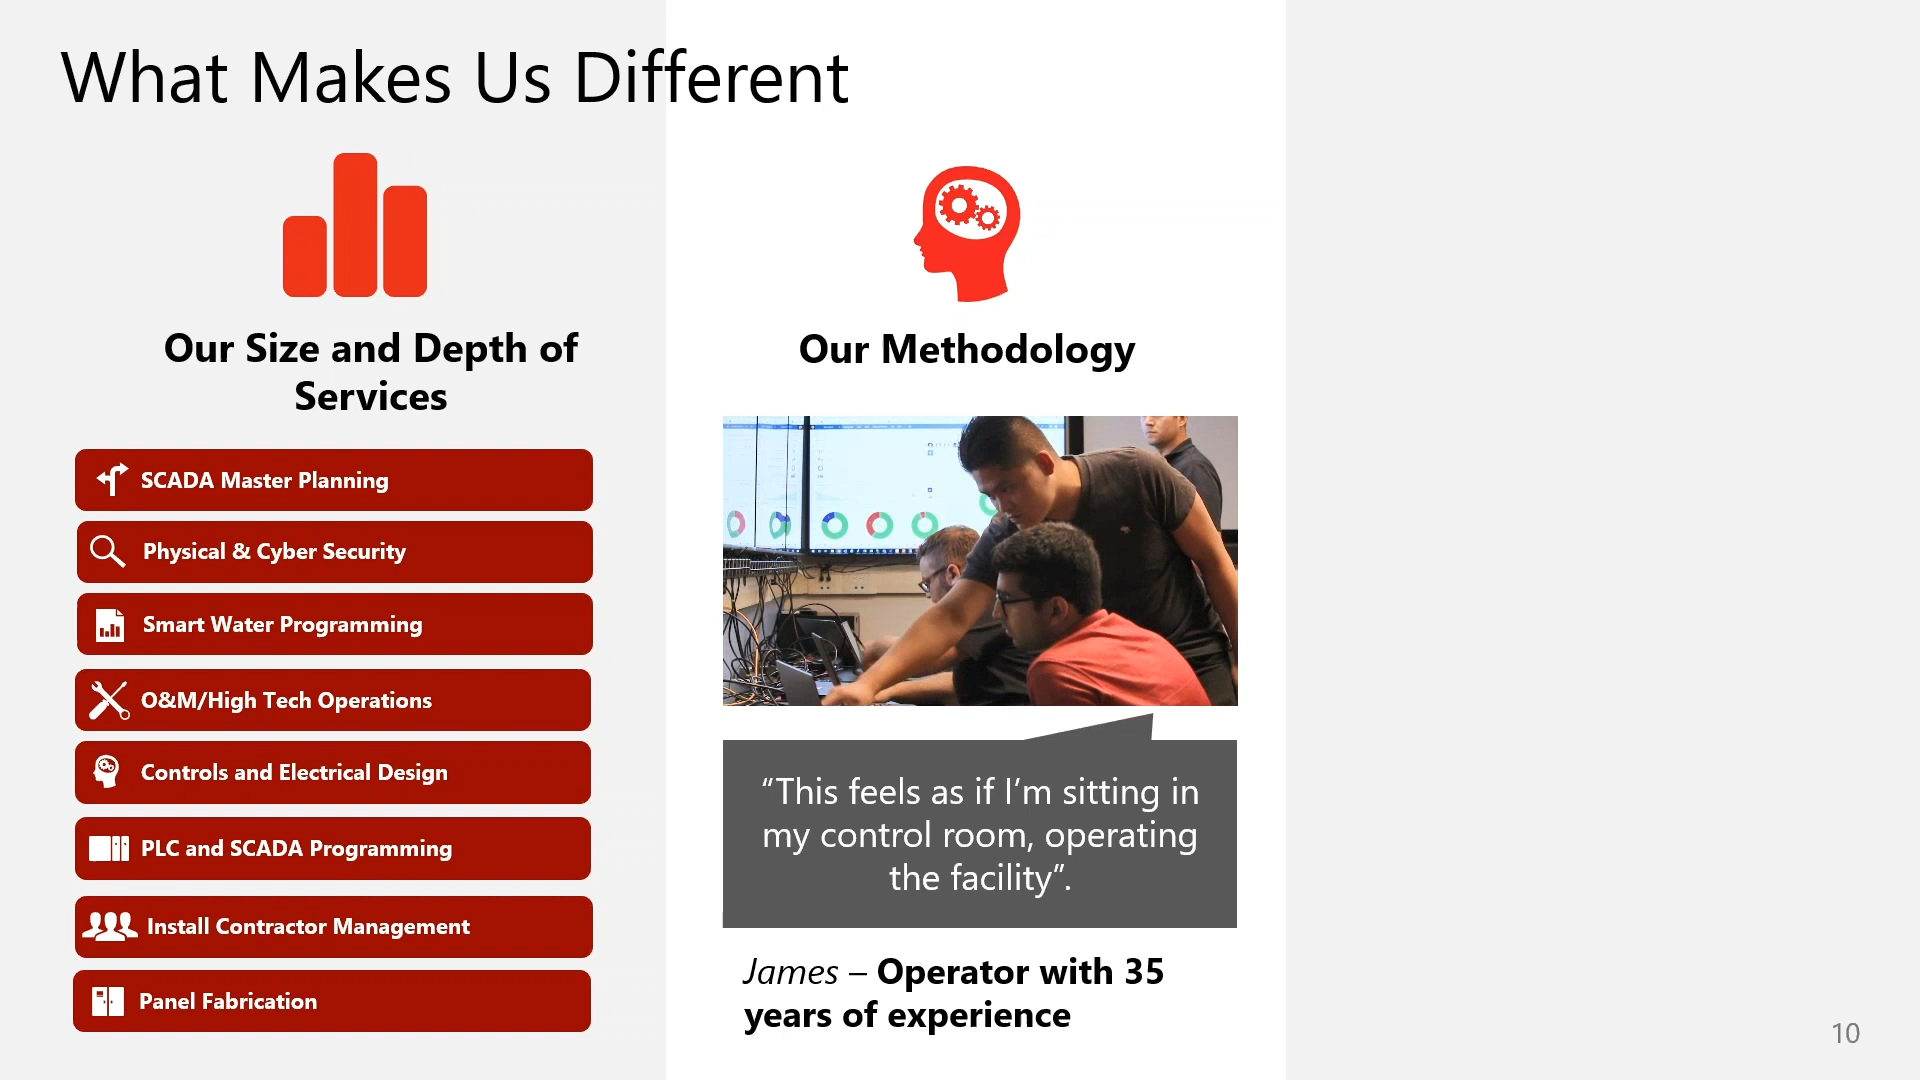 What Makes Us Different
Our Size and Depth of
Services
SCADA Master Planning
Physical & Cyber Security
Smart Water Programming
O&M/High Tech Operations
Controls and Electrical Design
PLC and SCADA Programming
Install Contractor Management
Panel Fabrication
Our Methodology
“This feels as if I’m sitting in
my control room, operating
the facility”.
James – Operator with 35
years of experience
10